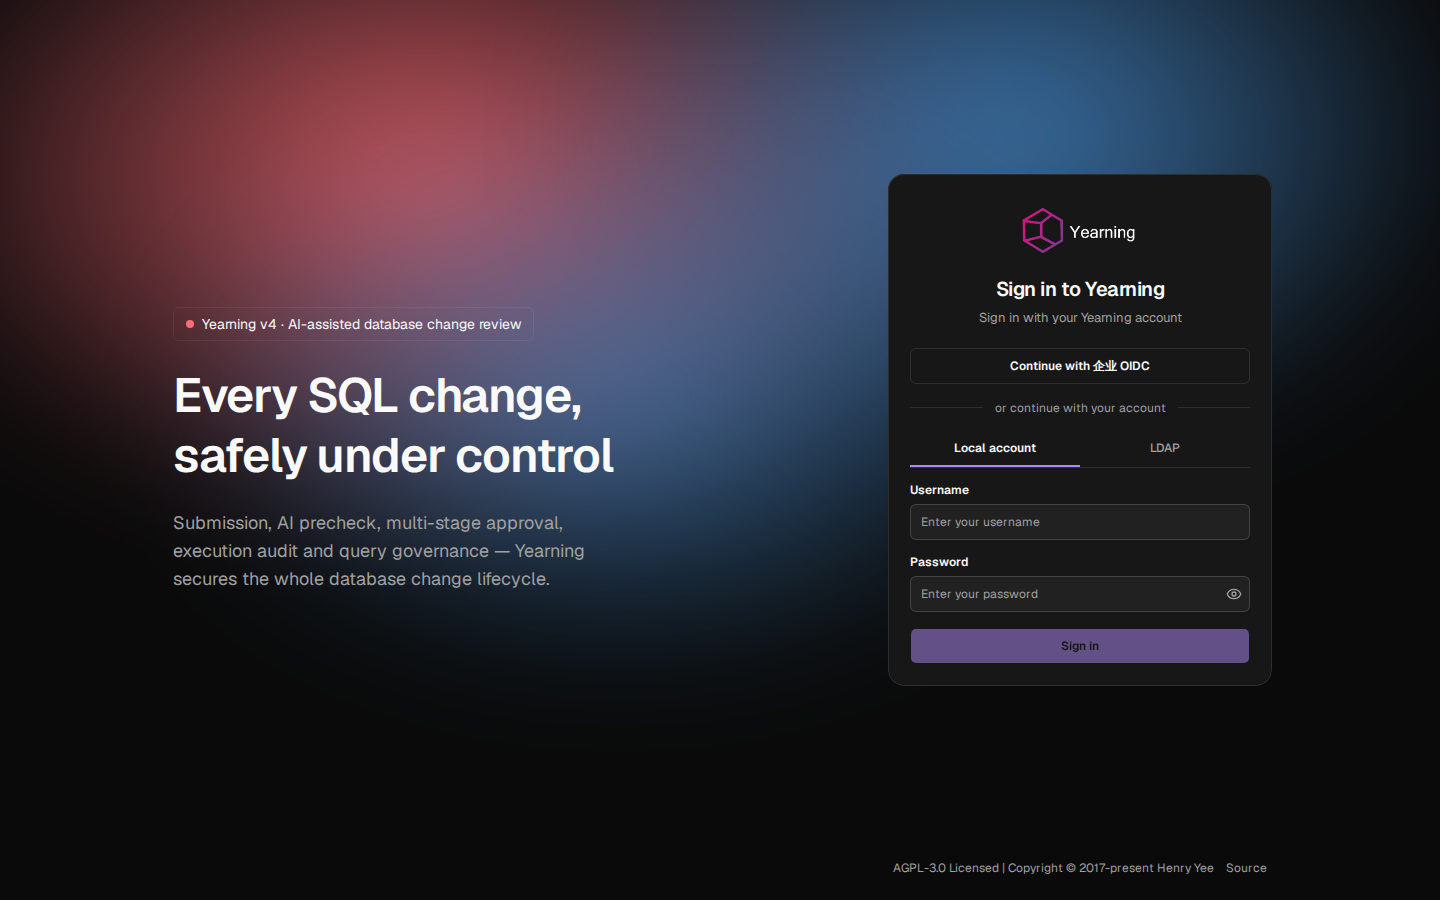 Yearning v4 · AI-assisted database change review
Every SQL change,
safely under control
Submission, AI precheck, multi-stage approval,
execution audit and query governance — Yearning
secures the whole database change lifecycle.
Yearning
Sign in to Yearning
Sign in with your Yearning account
Continue with 企业 OIDC
or continue with your account
Local account LDAP
Username
Enter your username
Password
Enter your password
Sign in
AGPL-3.0 Licensed | Copyright © 2017-present Henry Yee Source